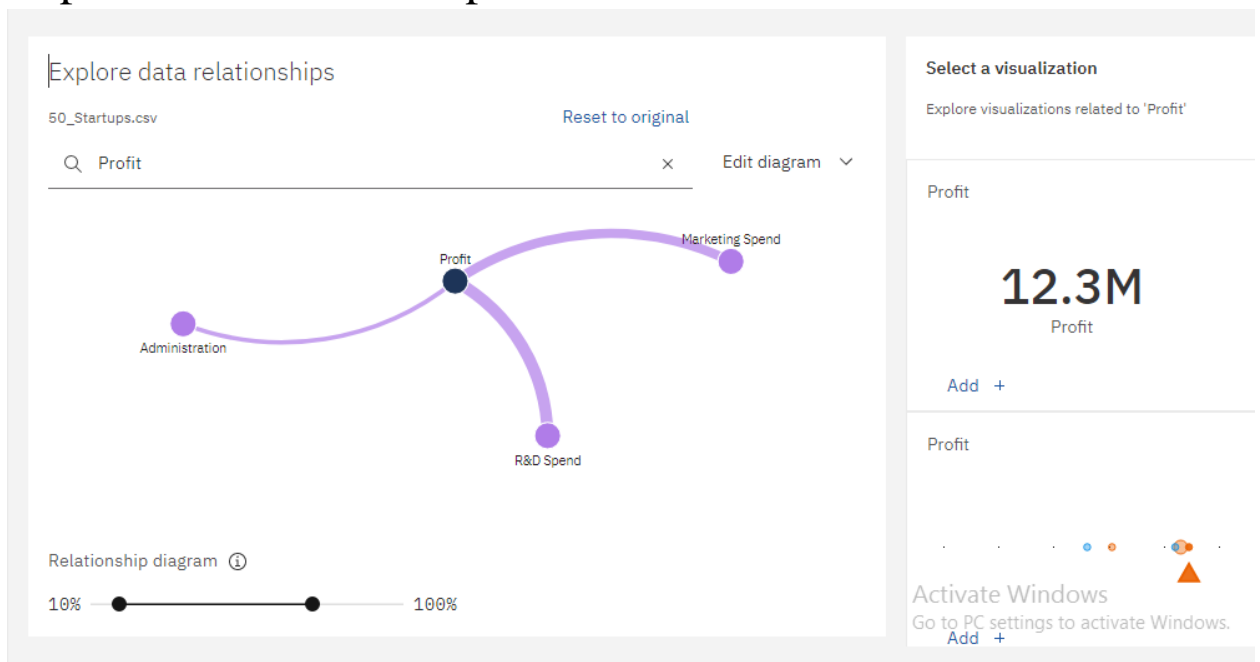 Explore data relationships
50_Startups.csv
Reset to original
Profit
Edit diagram
Marketing Spend
Profit
Administration
R&D Spend
Relationship diagram
10%
100%
Select a visualization
Explore visualizations related to 'Profit'
Profit
12.3M
Profit
Add +
Profit
Activate Windows
Go to PC settings to activate Windows.
Add +